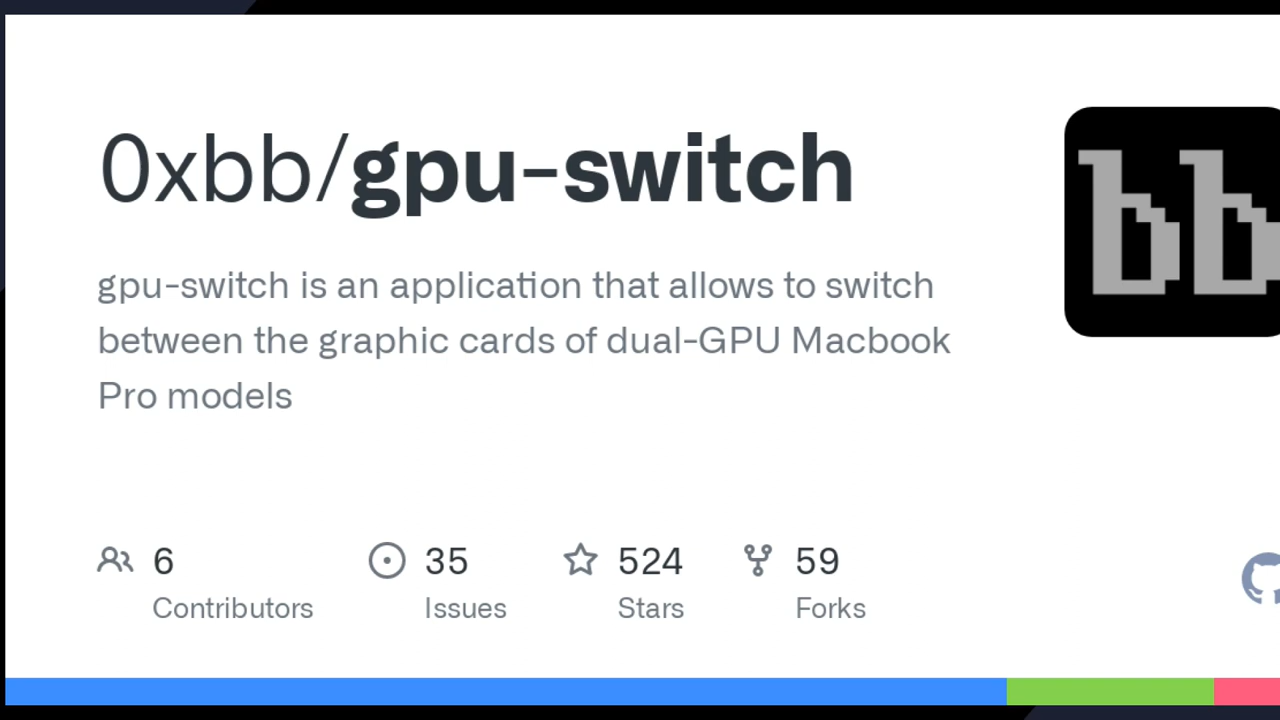 0xbb/gpu-switch
bb
gpu-switch is an application that allows to switch
between the graphic cards of dual-GPU Macbook
Pro models
6 35 524 59
Contributors Issues Stars Forks